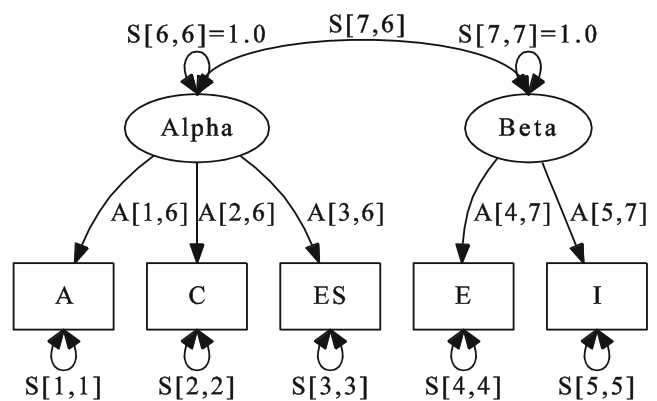 S[6,6]=1.0 S[7,6] S[7,7]=1.0
Alpha Beta
A[1,6] A[2,6] A[3,6] A[4,7] A[5,7]
A C ES E I
S[1,1] S[2,2] S[3,3] S[4,4] S[5,5]